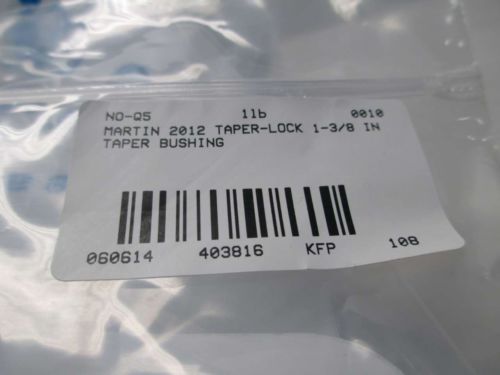 NO-Q5 11b 0010
MARTIN 2012 TAPER-LOCK 1-3/8 IN
TAPER BUSHING
060614 403816 KFP 108